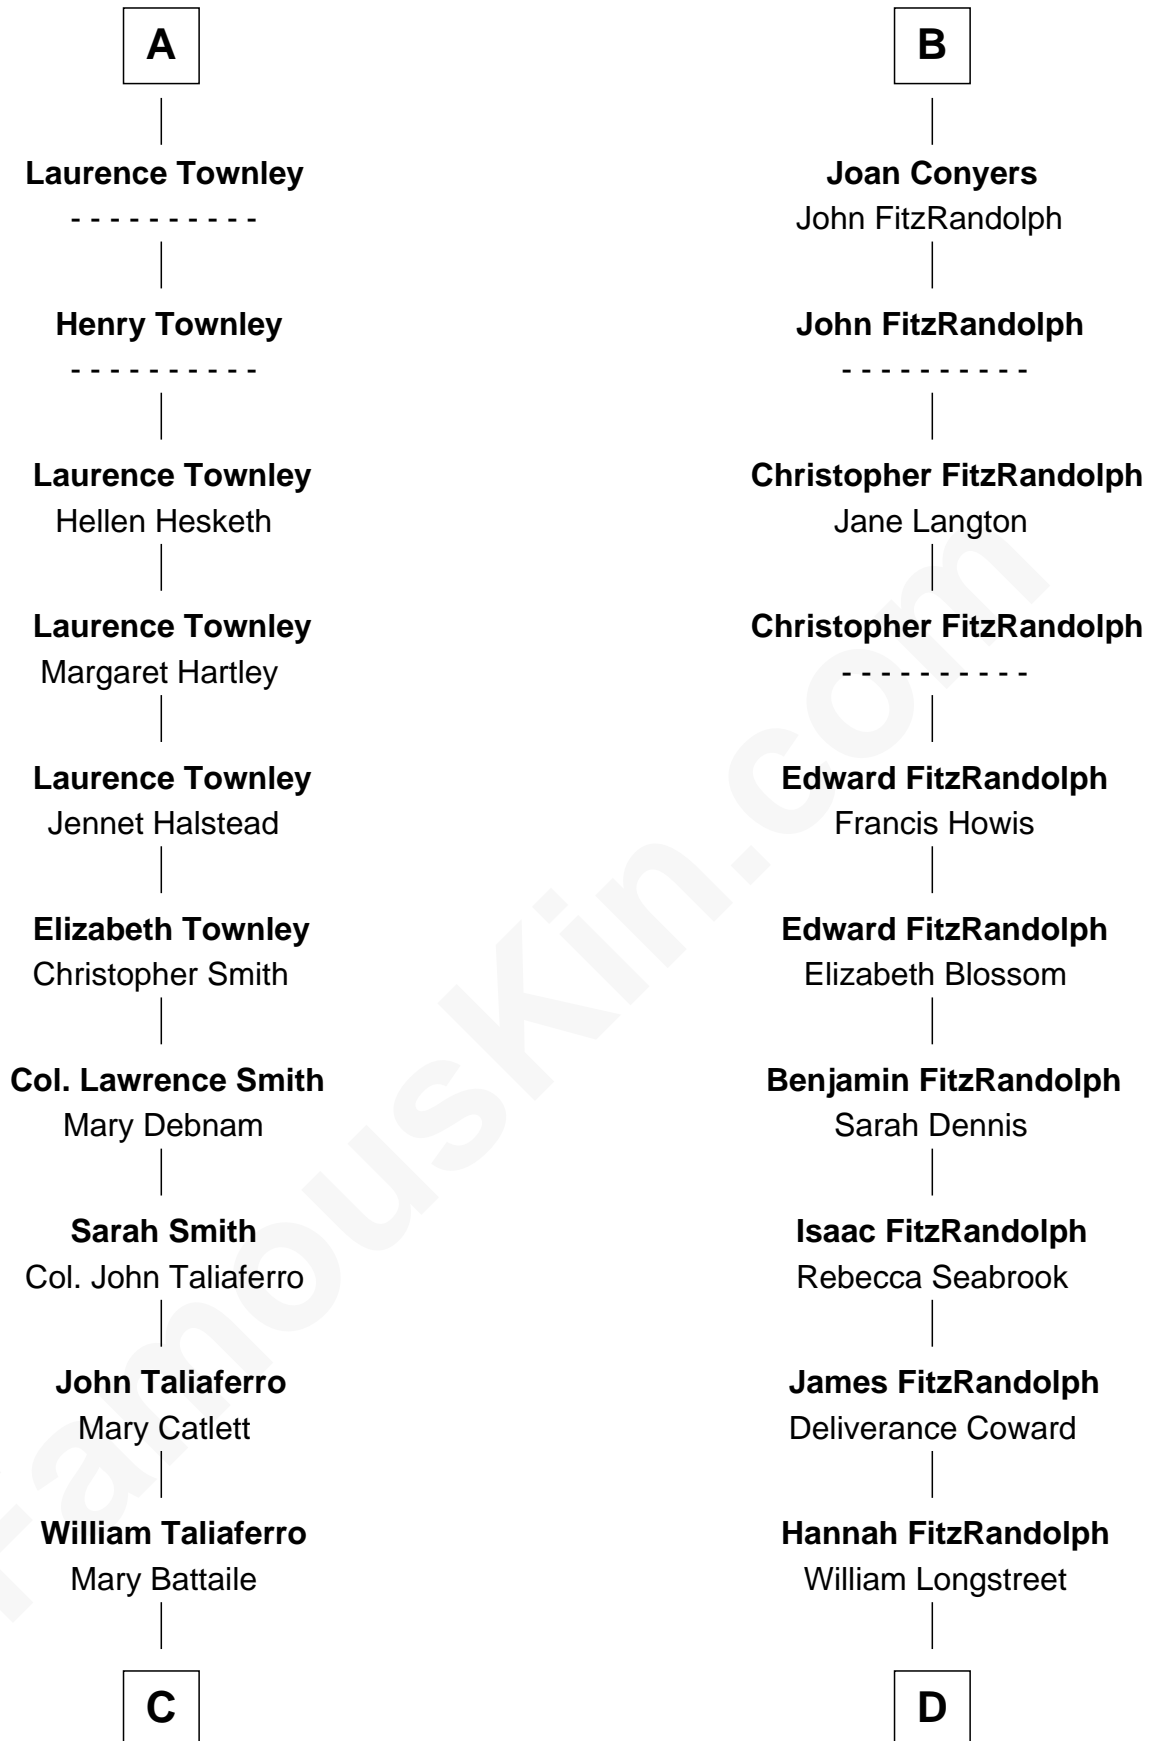 A
Laurence Townley
- - - - - - - - - -
Henry Townley
- - - - - - - - - -
Laurence Townley
Hellen Hesketh
Laurence Townley
Margaret Hartley
Laurence Townley
Jennet Halstead
Elizabeth Townley
Christopher Smith
Col. Lawrence Smith
Mary Debnam
Sarah Smith
Col. John Taliaferro
John Taliaferro
Mary Catlett
William Taliaferro
Mary Battaile
C
B
Joan Conyers
John FitzRandolph
John FitzRandolph
- - - - - - - - - -
Christopher FitzRandolph
Jane Langton
Christopher FitzRandolph
- - - - - - - - - -
Edward FitzRandolph
Francis Howis
Edward FitzRandolph
Elizabeth Blossom
Benjamin FitzRandolph
Sarah Dennis
Isaac FitzRandolph
Rebecca Seabrook
James FitzRandolph
Deliverance Coward
Hannah FitzRandolph
William Longstreet
D
FamousKin.com